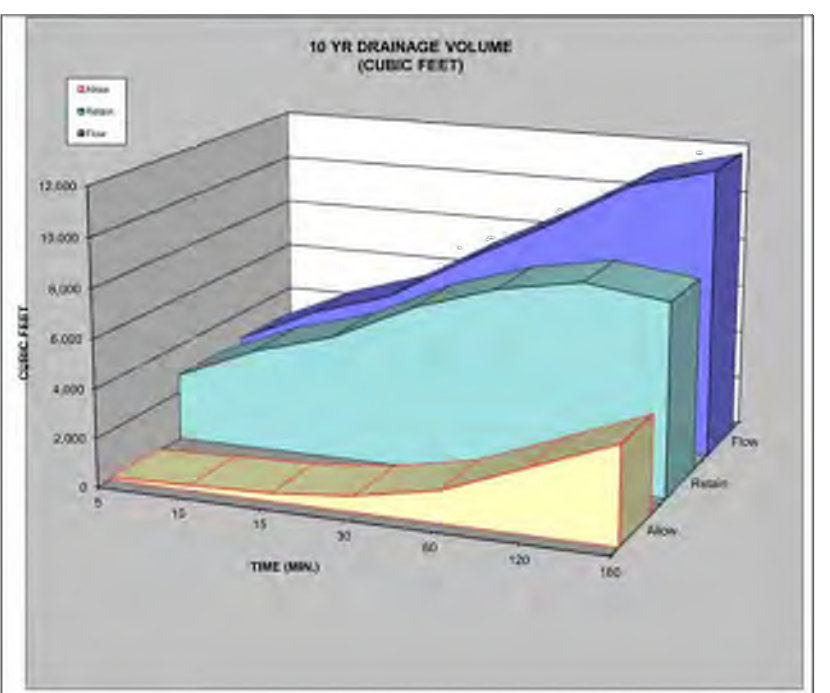 10 YR DRAINAGE VOLUME
(CUBIC FEET)
Allow
Retain
Flow
12,000
10,000
8,000
6,000
4,000
2,000
0
CUBIC FEET
5
10
15
30
60
120
180
TIME (MIN.)
Allow
Retain
Flow